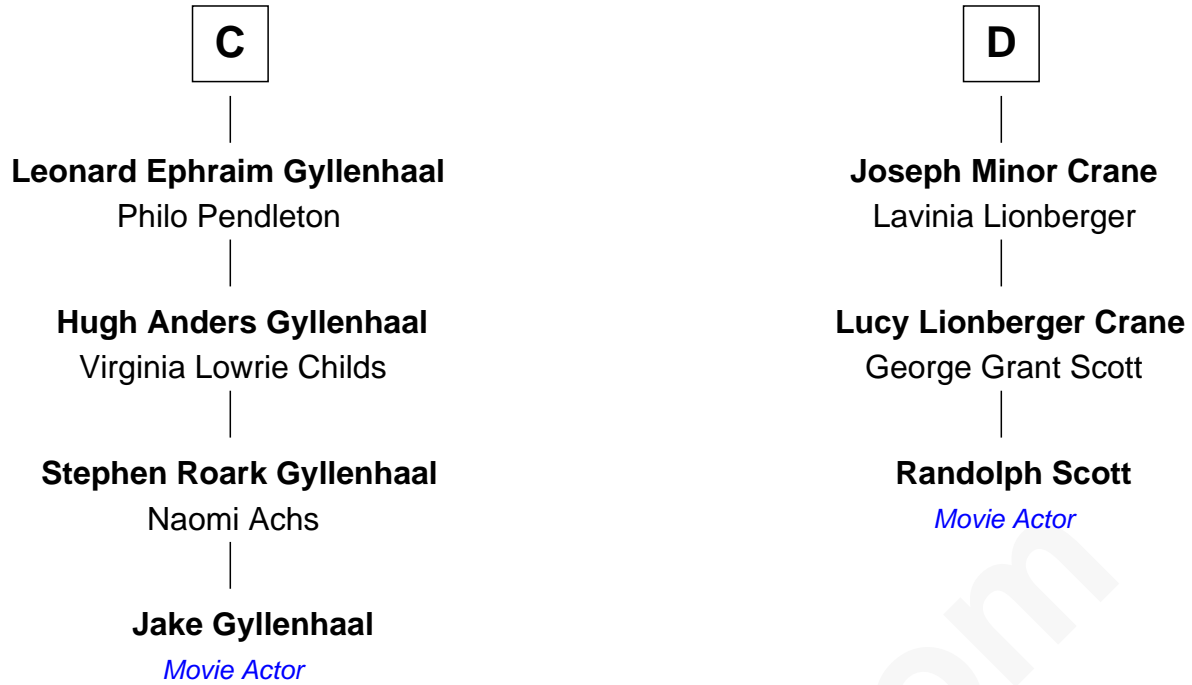 C
Leonard Ephraim Gyllenhaal
Philo Pendleton
Hugh Anders Gyllenhaal
Virginia Lowrie Childs
Stephen Roark Gyllenhaal
Naomi Achs
Jake Gyllenhaal
Movie Actor
D
Joseph Minor Crane
Lavinia Lionberger
Lucy Lionberger Crane
George Grant Scott
Randolph Scott
Movie Actor
om